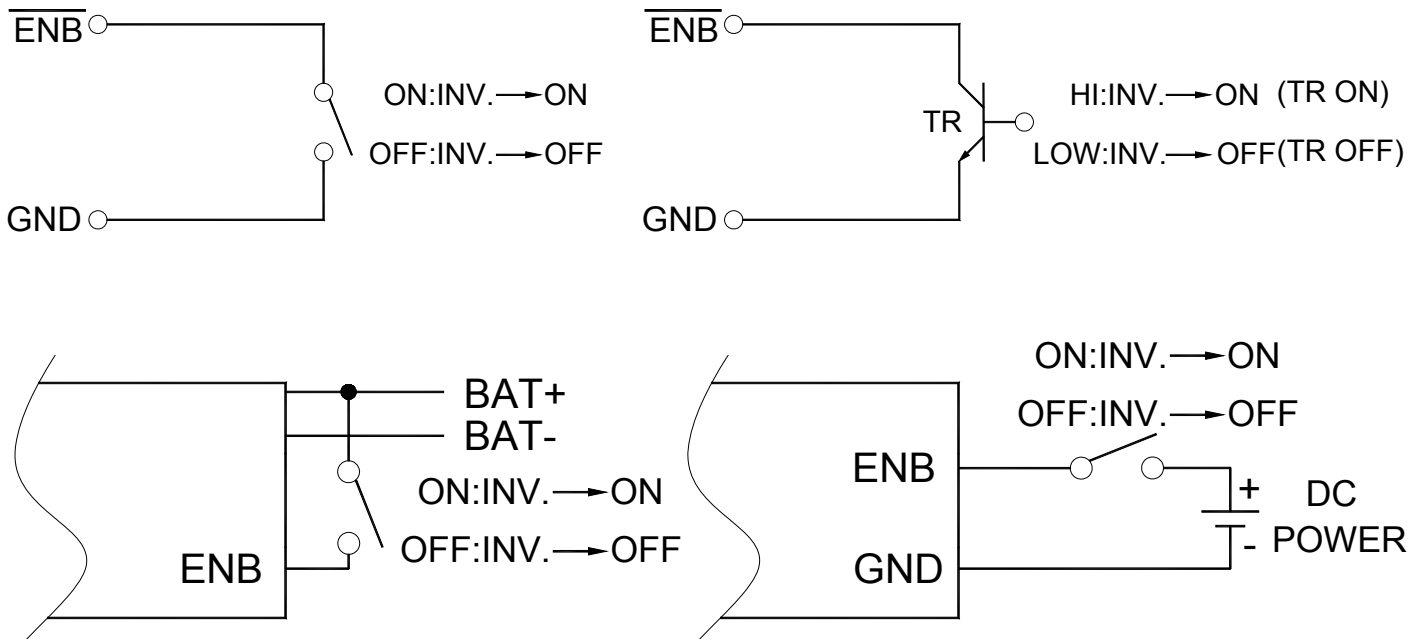 ENB
ON:INV.→ON
OFF:INV.→OFF
GND
ENB
TR
HI:INV.→ON (TR ON)
LOW:INV.→OFF(TR OFF)
GND
BAT+
BAT-
ON:INV.→ON
OFF:INV.→OFF
ENB
ON:INV.→ON
OFF:INV.→OFF
ENB
GND
+
-
DC
POWER